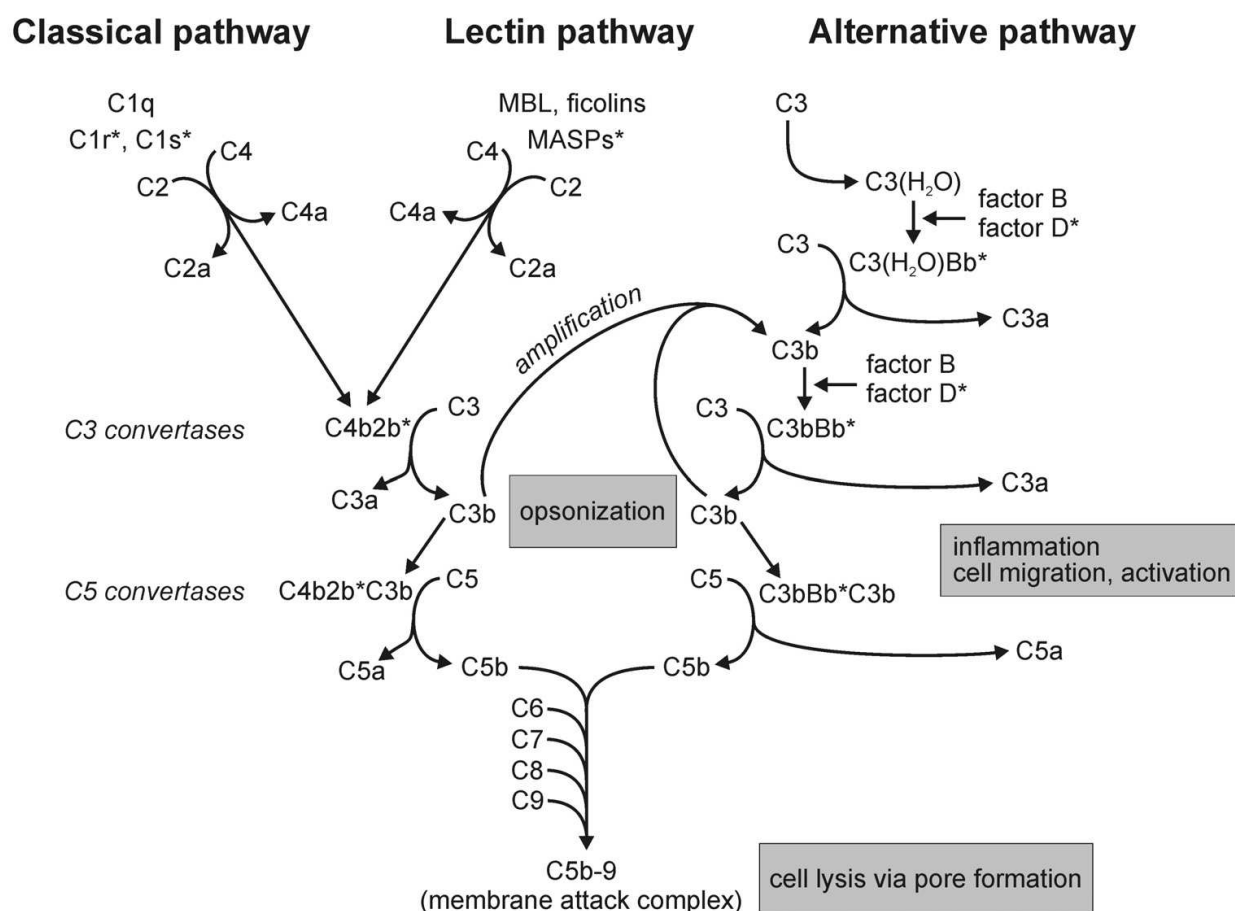 Classical pathway
Lectin pathway
Alternative pathway
C1q
C1r*, C1s*
C4
C2
C4a
C2a
MBL, ficolins
MASPs*
C4
C2
C4a
C2a
C3
C3(H₂O)
factor B
factor D*
C3
C3(H₂O)Bb*
C3a
amplification
C3b
factor B
factor D*
C3 convertases
C4b2b*
C3
C3
C3bBb*
C3a
C3b
opsonization
C3b
C3a
inflammation
cell migration, activation
C5 convertases
C4b2b*C3b
C5
C5
C3bBb*C3b
C5a
C5b
C5b
C5a
C6
C7
C8
C9
C5b-9
(membrane attack complex)
cell lysis via pore formation